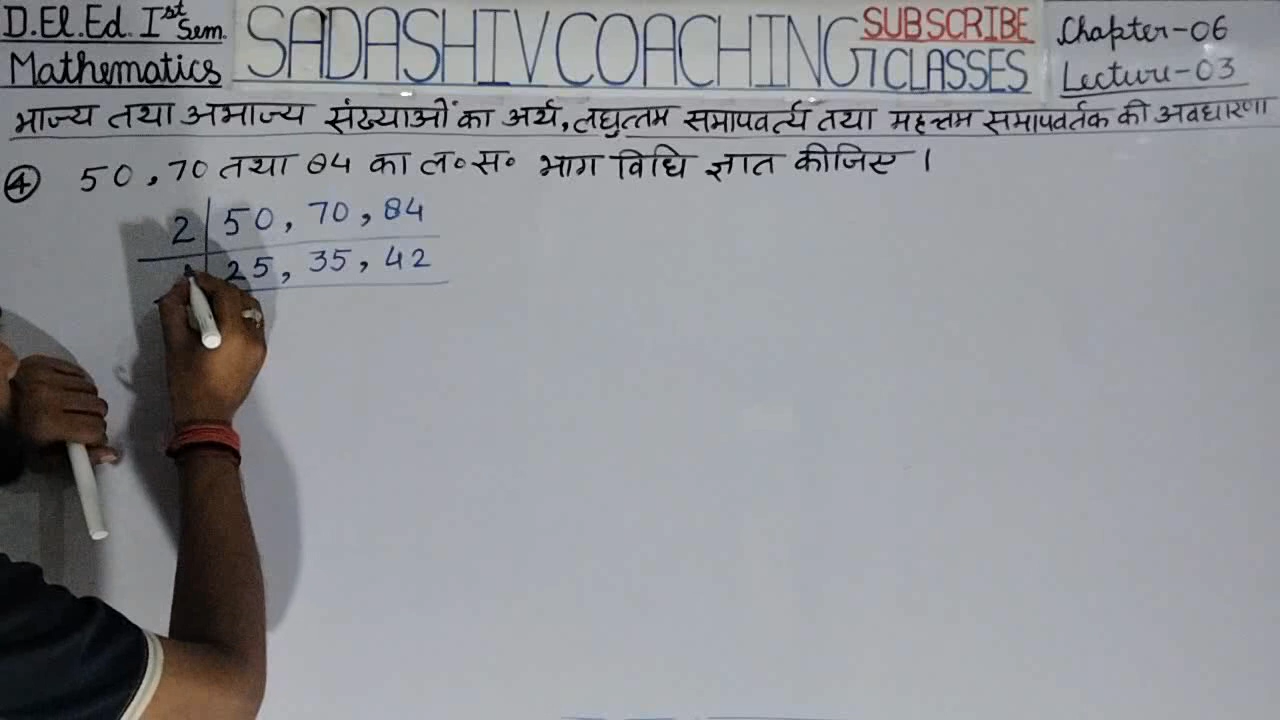 D.El.Ed. Ist Sem.
Mathematics
SADASHIV COACHING CLASSES
SUBSCRIBE
Chapter-06
Lecture-03
भाज्य तथा अभाज्य संख्याओं का अर्थ, लघुत्तम समापवर्त्य तथा महत्तम समापवर्तक की अवधारणा
④ 50, 70 तथा 84 का ल॰स॰ भाग विधि ज्ञात कीजिए।
2 | 50, 70, 84
25, 35, 42